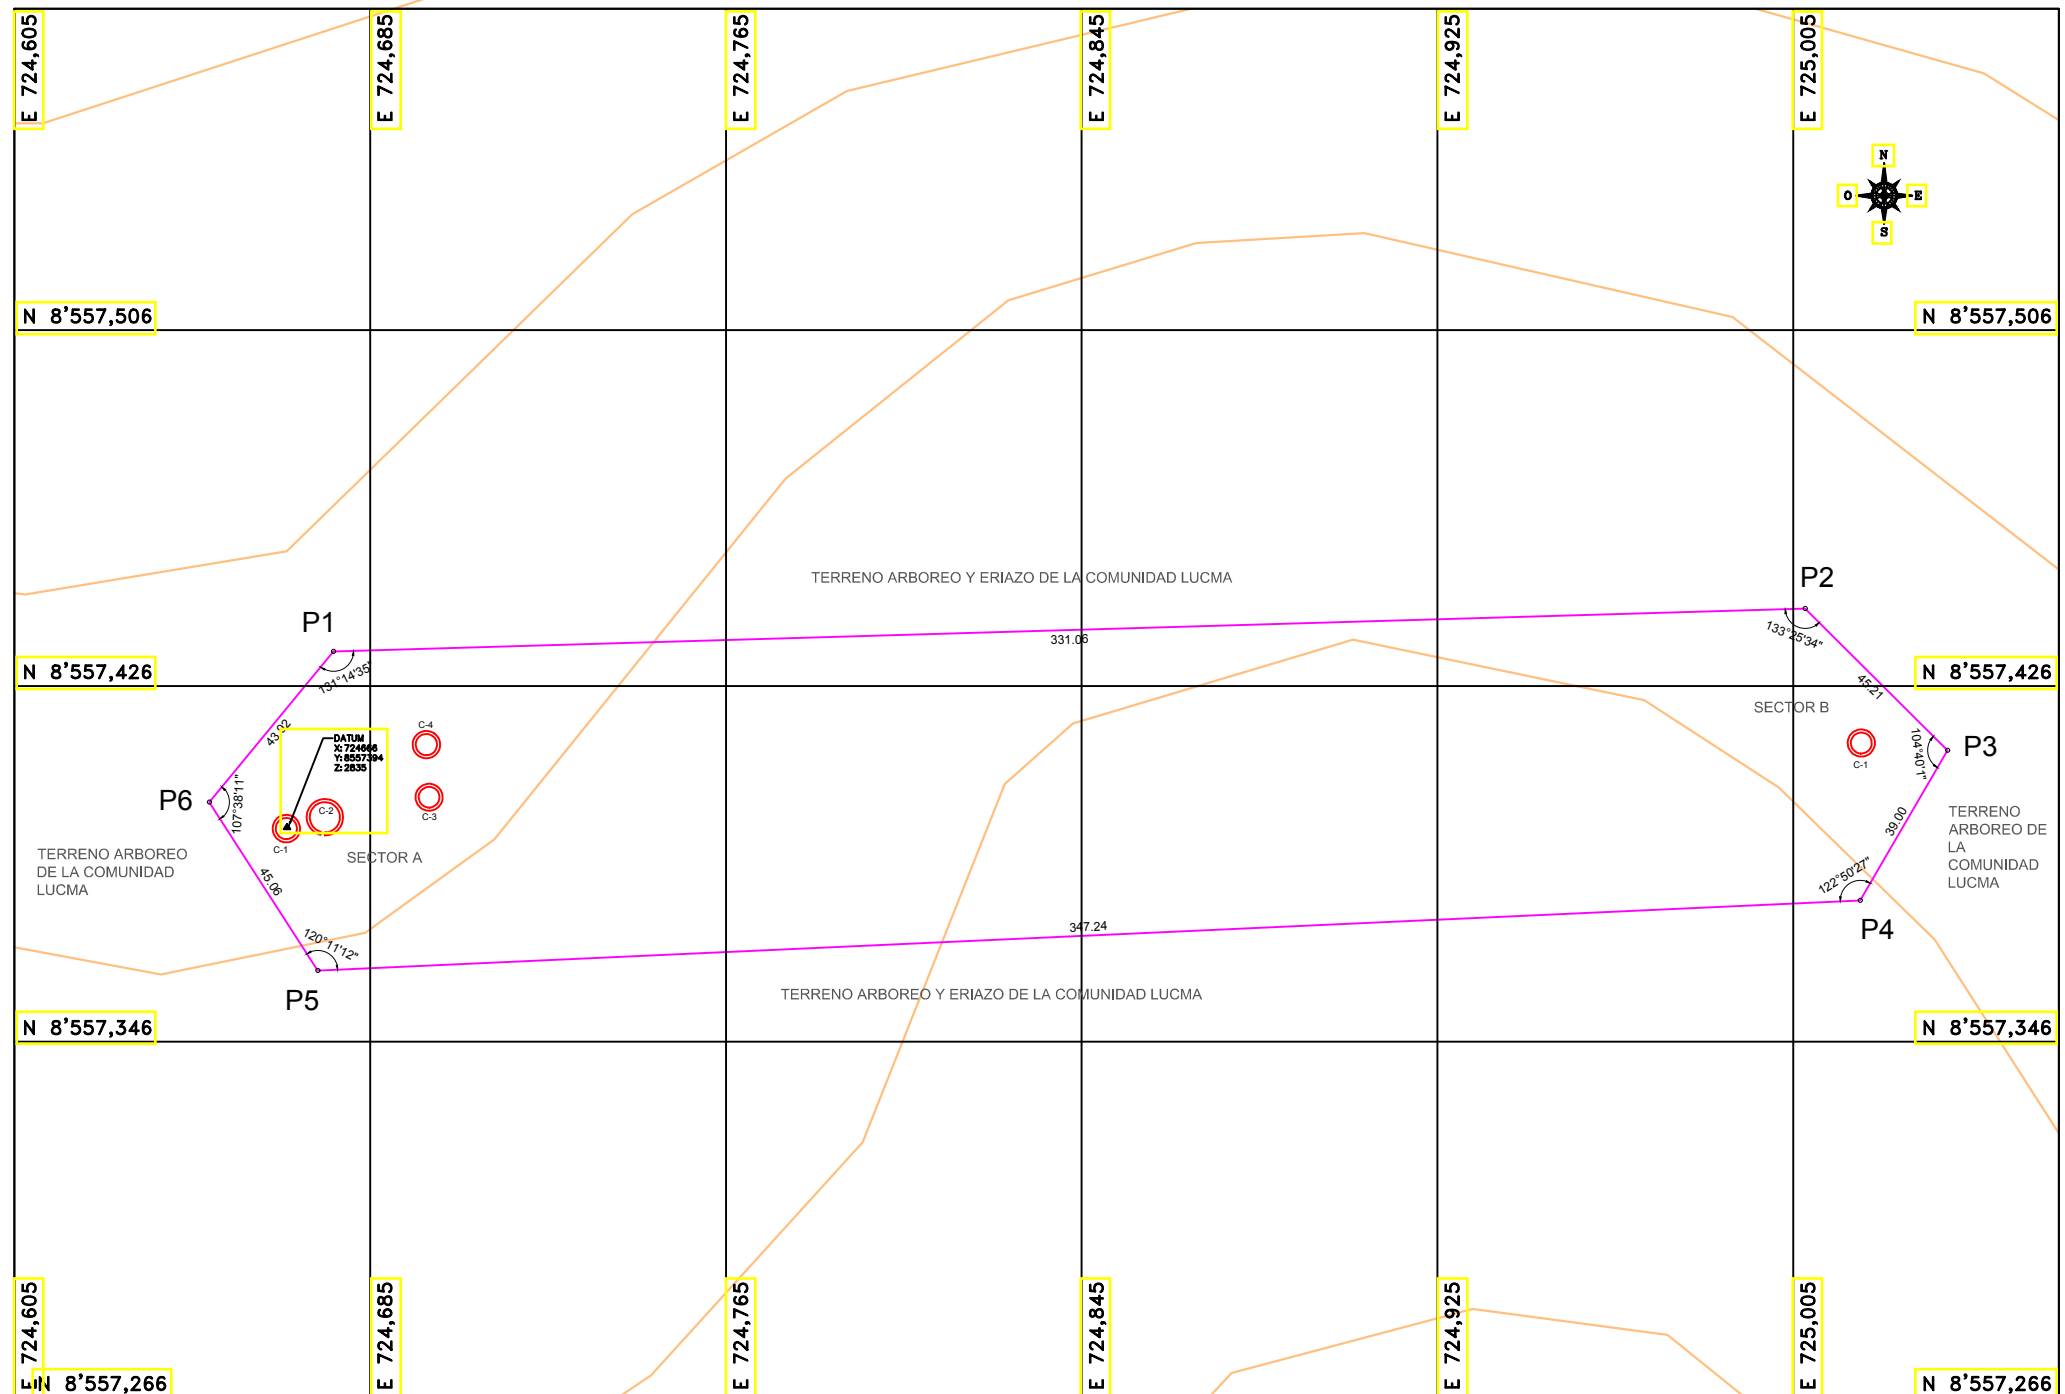 E 724,605
E 724,685
E 724,765
E 724,845
E 724,925
E 725,005
N
O
E
S
N 8'557,506
N 8'557,506
TERRENO ARBOREO Y ERIAZO DE LA COMUNIDAD LUCMA
P1
P2
331.06
133°25'34"
131°14'35"
N 8'557,426
N 8'557,426
45.21
SECTOR B
C-4
43.02
DATUM
X: 724666
Y: 8557394
Z: 2835
104°40'1"
P3
C-1
P6
107°38'11"
C-2
C-3
C-1
SECTOR A
TERRENO ARBOREO
DE LA COMUNIDAD
LUCMA
39.00
TERRENO
ARBOREO DE
LA
COMUNIDAD
LUCMA
45.06
122°50'27"
347.24
P4
120°11'12"
P5
TERRENO ARBOREO Y ERIAZO DE LA COMUNIDAD LUCMA
N 8'557,346
N 8'557,346
E 724,605
E 724,685
E 724,765
E 724,845
E 724,925
E 725,005
N 8'557,266
N 8'557,266